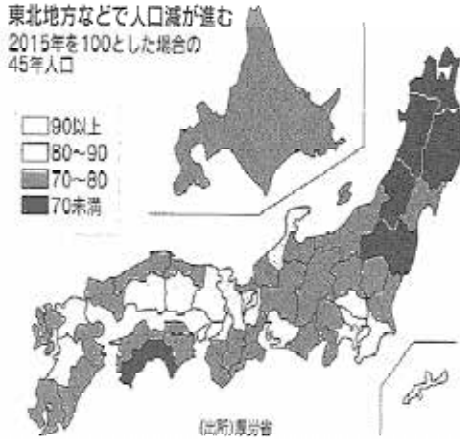 東北地方などで人口減が進む
2015年を100とした場合の
45年人口
90以上
80〜90
70〜80
70未満
(出所)厚労省